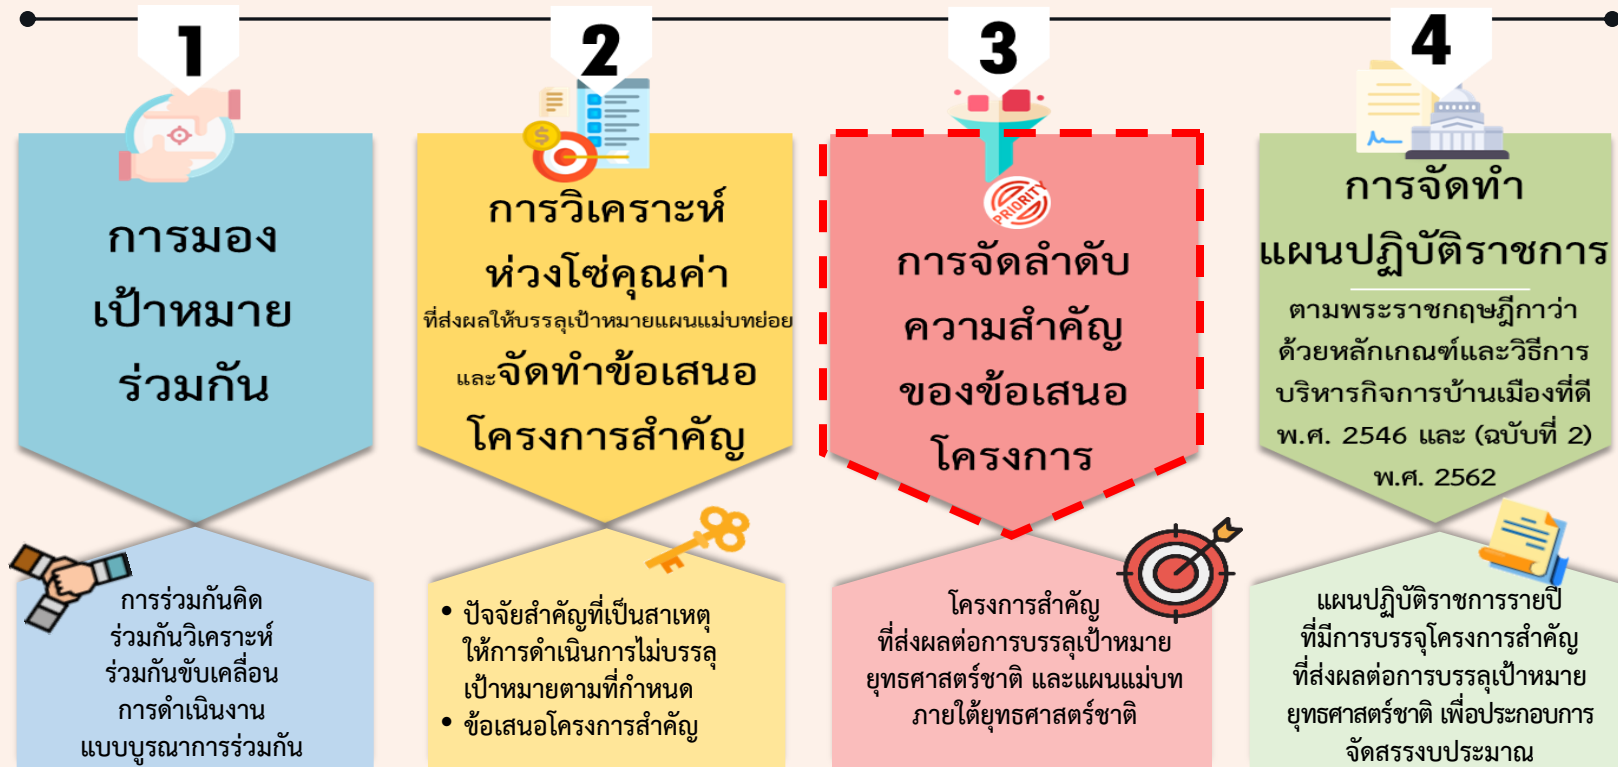 1
การมอง
เป้าหมาย
ร่วมกัน
การร่วมกันคิด
ร่วมกันวิเคราะห์
ร่วมกันขับเคลื่อน
การดำเนินงาน
แบบบูรณาการร่วมกัน
2
การวิเคราะห์
ห่วงโซ่คุณค่า
ที่ส่งผลให้บรรลุเป้าหมายแผนแม่บทย่อย
และจัดทำข้อเสนอ
โครงการสำคัญ
• ปัจจัยสำคัญที่เป็นสาเหตุ
ให้การดำเนินการไม่บรรลุ
เป้าหมายตามที่กำหนด
• ข้อเสนอโครงการสำคัญ
3
PRIORITY
การจัดลำดับ
ความสำคัญ
ของข้อเสนอ
โครงการ
โครงการสำคัญ
ที่ส่งผลต่อการบรรลุเป้าหมาย
ยุทธศาสตร์ชาติ และแผนแม่บท
ภายใต้ยุทธศาสตร์ชาติ
4
การจัดทำ
แผนปฏิบัติราชการ
ตามพระราชกฤษฎีกาว่า
ด้วยหลักเกณฑ์และวิธีการ
บริหารกิจการบ้านเมืองที่ดี
พ.ศ. 2546 และ (ฉบับที่ 2)
พ.ศ. 2562
แผนปฏิบัติราชการรายปี
ที่มีการบรรจุโครงการสำคัญ
ที่ส่งผลต่อการบรรลุเป้าหมาย
ยุทธศาสตร์ชาติ เพื่อประกอบการ
จัดสรรงบประมาณ